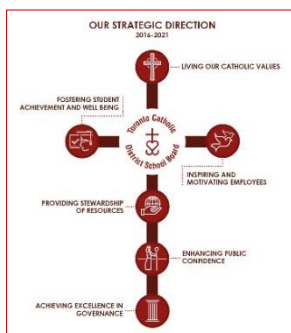 OUR STRATEGIC DIRECTION
2016-2021
LIVING OUR CATHOLIC VALUES
FOSTERING STUDENT
ACHIEVEMENT AND WELL BEING
Toronto Catholic
District School Board
INSPIRING AND
MOTIVATING EMPLOYEES
PROVIDING STEWARDSHIP
OF RESOURCES
ENHANCING PUBLIC
CONFIDENCE
ACHIEVING EXCELLENCE IN
GOVERNANCE